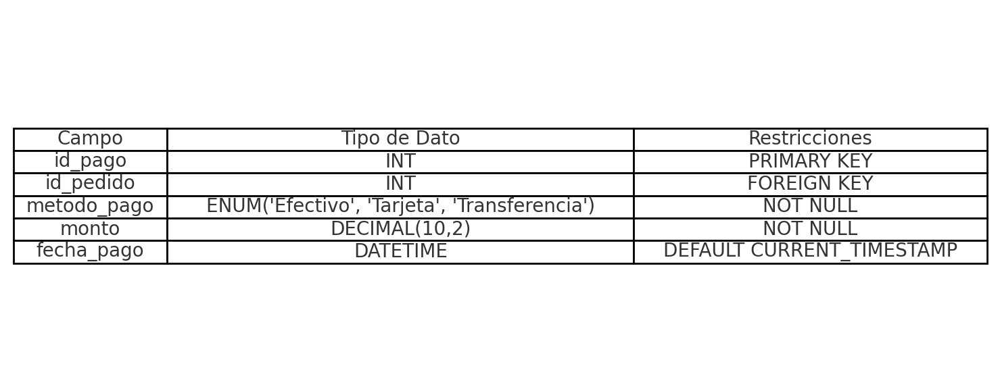 Campo Tipo de Dato Restricciones
id_pago INT PRIMARY KEY
id_pedido INT FOREIGN KEY
metodo_pago ENUM('Efectivo', 'Tarjeta', 'Transferencia') NOT NULL
monto DECIMAL(10,2) NOT NULL
fecha_pago DATETIME DEFAULT CURRENT_TIMESTAMP